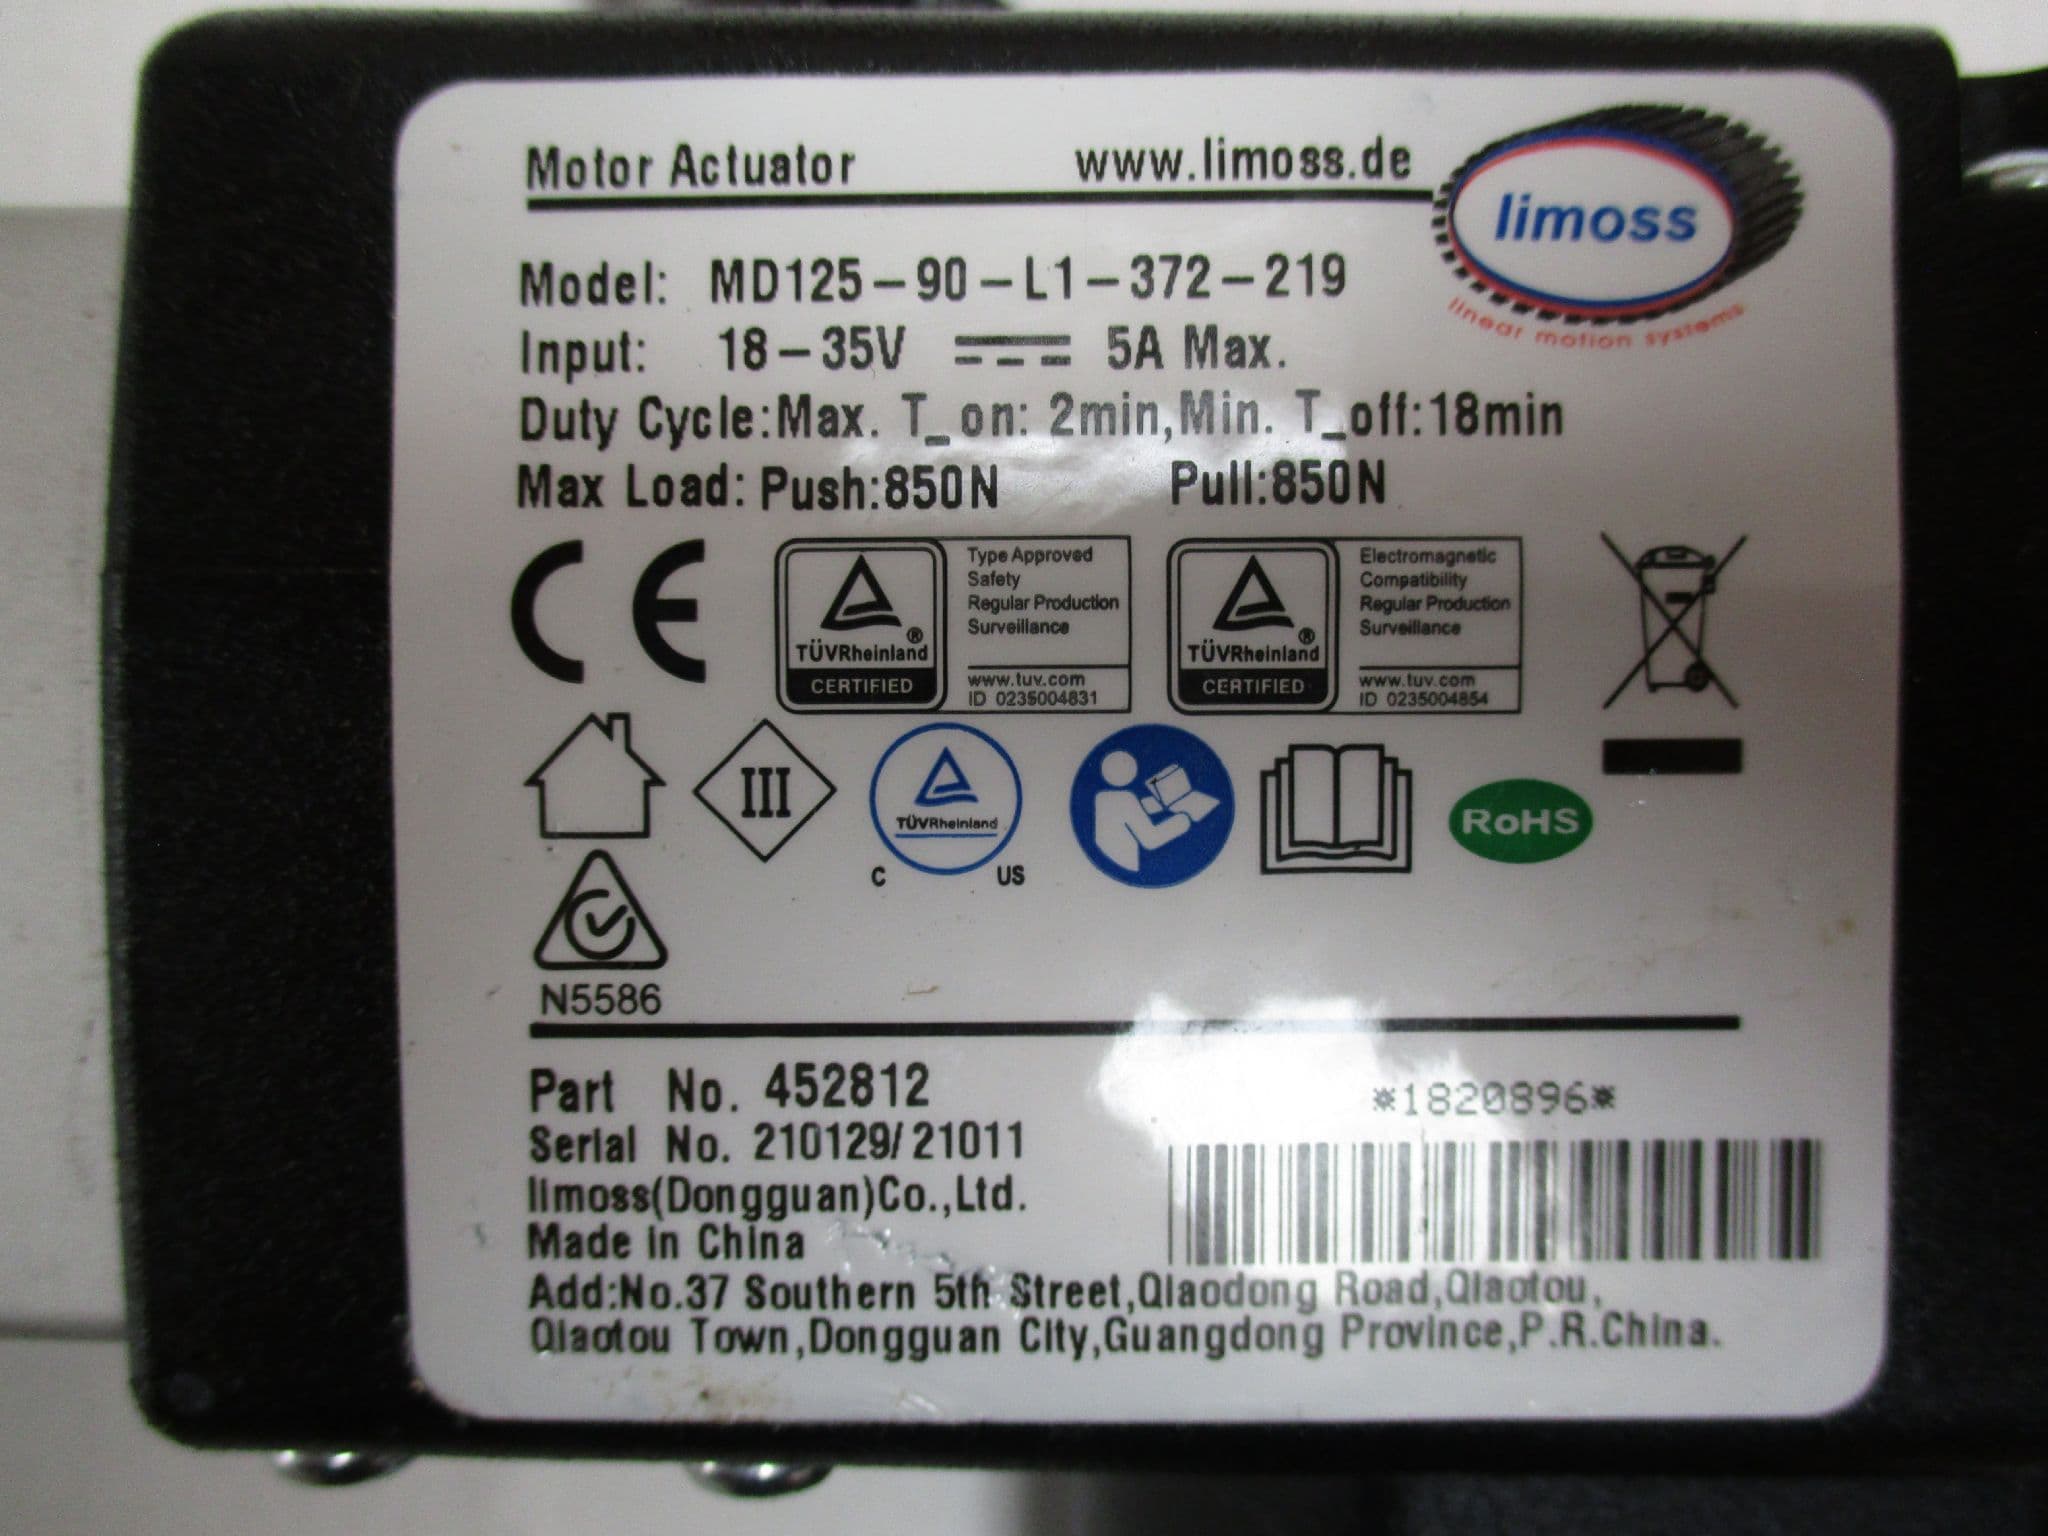 Motor Actuator www.limoss.de
limoss
linear motion systems
Model: MD125-90-L1-372-219
Input: 18-35V ⎓ 5A Max.
Duty Cycle:Max. T_on: 2min,Min. T_off:18min
Max Load: Push:850N Pull:850N
CE
TÜVRheinland®
CERTIFIED
Type Approved
Safety
Regular Production
Surveillance
www.tuv.com
ID 0235004831
TÜVRheinland®
CERTIFIED
Electromagnetic
Compatibility
Regular Production
Surveillance
www.tuv.com
ID 0235004854
III
TÜVRheinland
C US
RoHS
N5586
Part No. 452812
*1820896*
Serial No. 210129/21011
limoss(Dongguan)Co.,Ltd.
Made in China
Add:No.37 Southern 5th Street,Qiaodong Road,Qiaotou,
Qiaotou Town,Dongguan City,Guangdong Province,P.R.China.